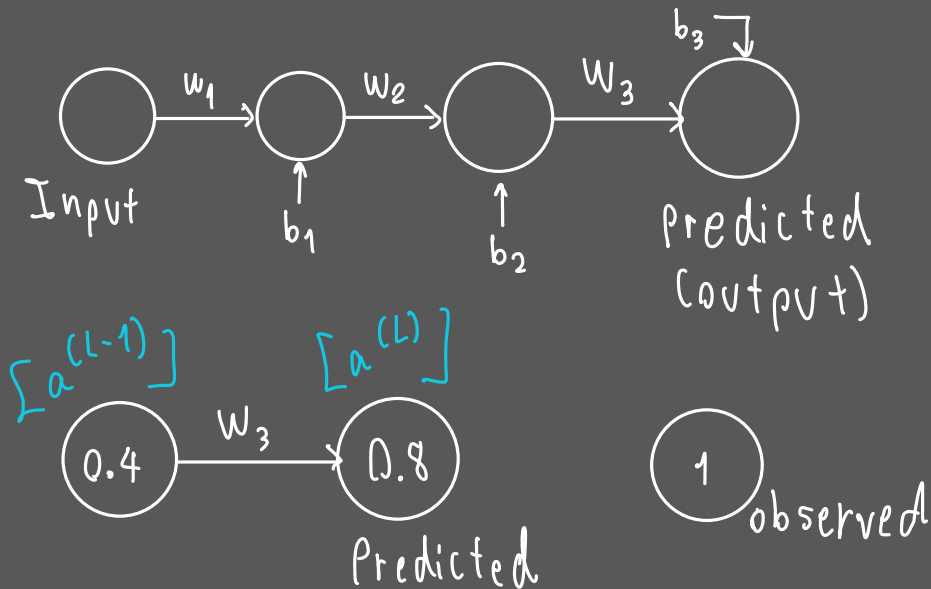 b₃
w₁ w₂ W₃
Input
b₁
b₂
Predicted
(output)
[a^(L-1)] [a^(L)]
W₃
0.4 0.8 1
observed
Predicted